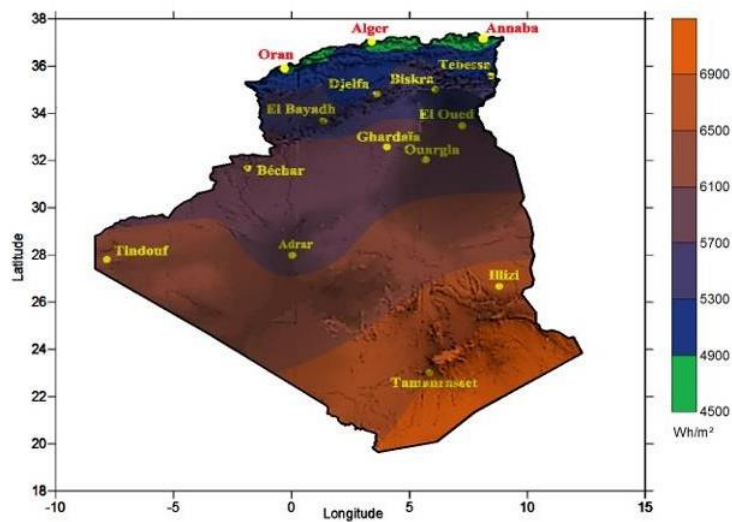 38
36
34
32
30
28
26
24
22
20
18
Latitude
-10
-5
0
5
10
15
Longitude
Alger
Annaba
Oran
Tebessa
Djelfa
Biskra
El Bayadh
El Oued
Ghardaïa
Ouargla
Béchar
Adrar
Tindouf
Illizi
Tamanrasset
6900
6500
6100
5700
5300
4900
4500
Wh/m²